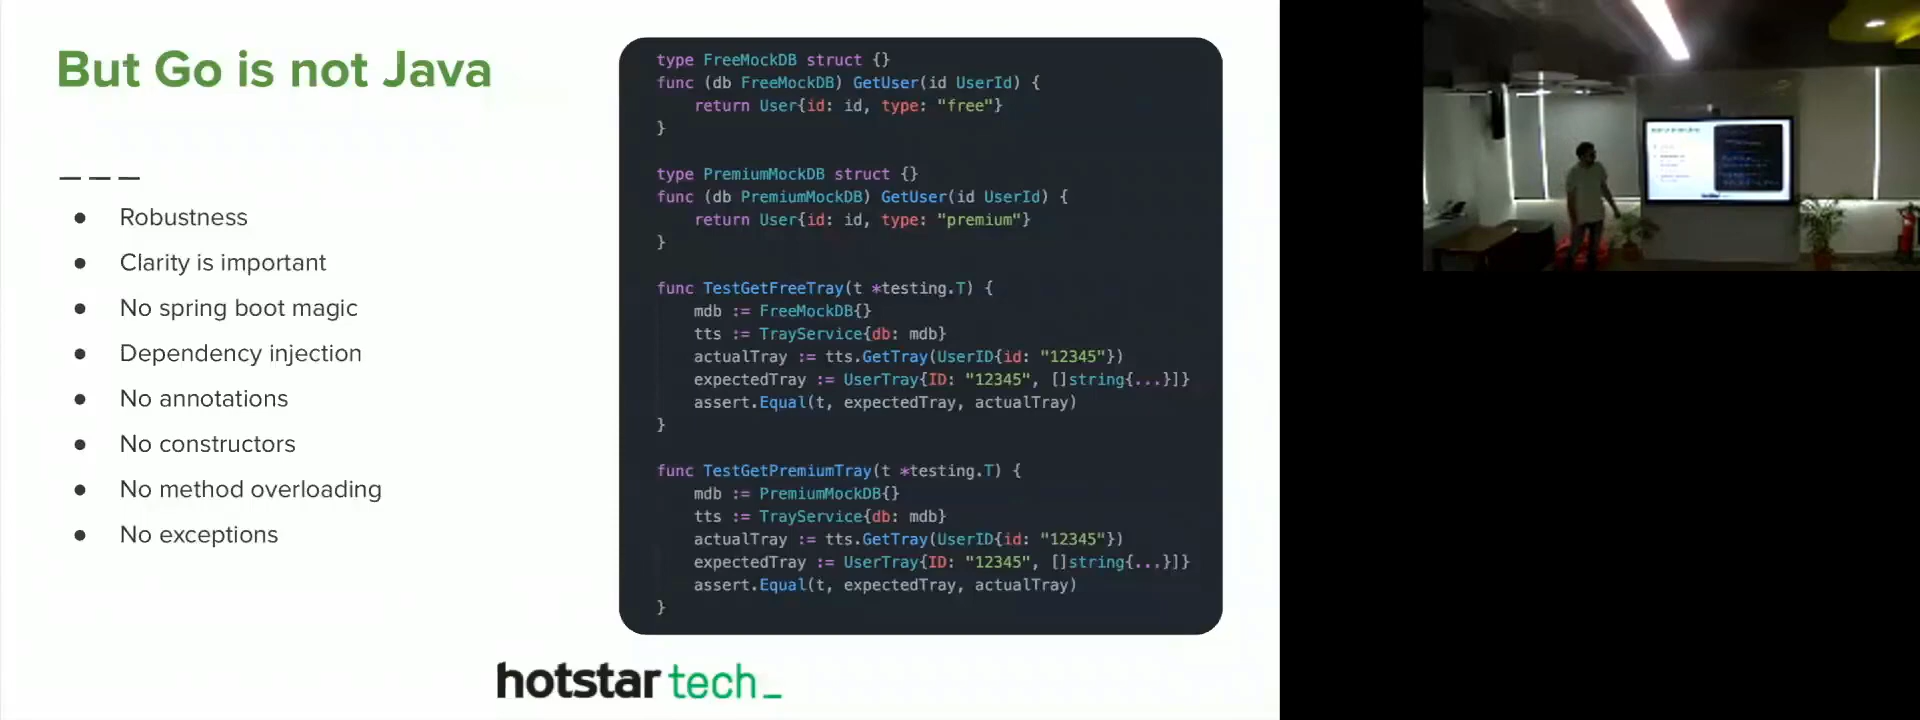 But Go is not Java
Robustness
Clarity is important
No spring boot magic
Dependency injection
No annotations
No constructors
No method overloading
No exceptions
type FreeMockDB struct {}
func (db FreeMockDB) GetUser(id UserId) {
return User{id: id, type: "free"}
}
type PremiumMockDB struct {}
func (db PremiumMockDB) GetUser(id UserId) {
return User{id: id, type: "premium"}
}
func TestGetFreeTray(t *testing.T) {
mdb := FreeMockDB{}
tts := TrayService{db: mdb}
actualTray := tts.GetTray(UserID{id: "12345"})
expectedTray := UserTray{ID: "12345", []string{...}]}
assert.Equal(t, expectedTray, actualTray)
}
func TestGetPremiumTray(t *testing.T) {
mdb := PremiumMockDB{}
tts := TrayService{db: mdb}
actualTray := tts.GetTray(UserID{id: "12345"})
expectedTray := UserTray{ID: "12345", []string{...}]}
assert.Equal(t, expectedTray, actualTray)
}
hotstar tech_